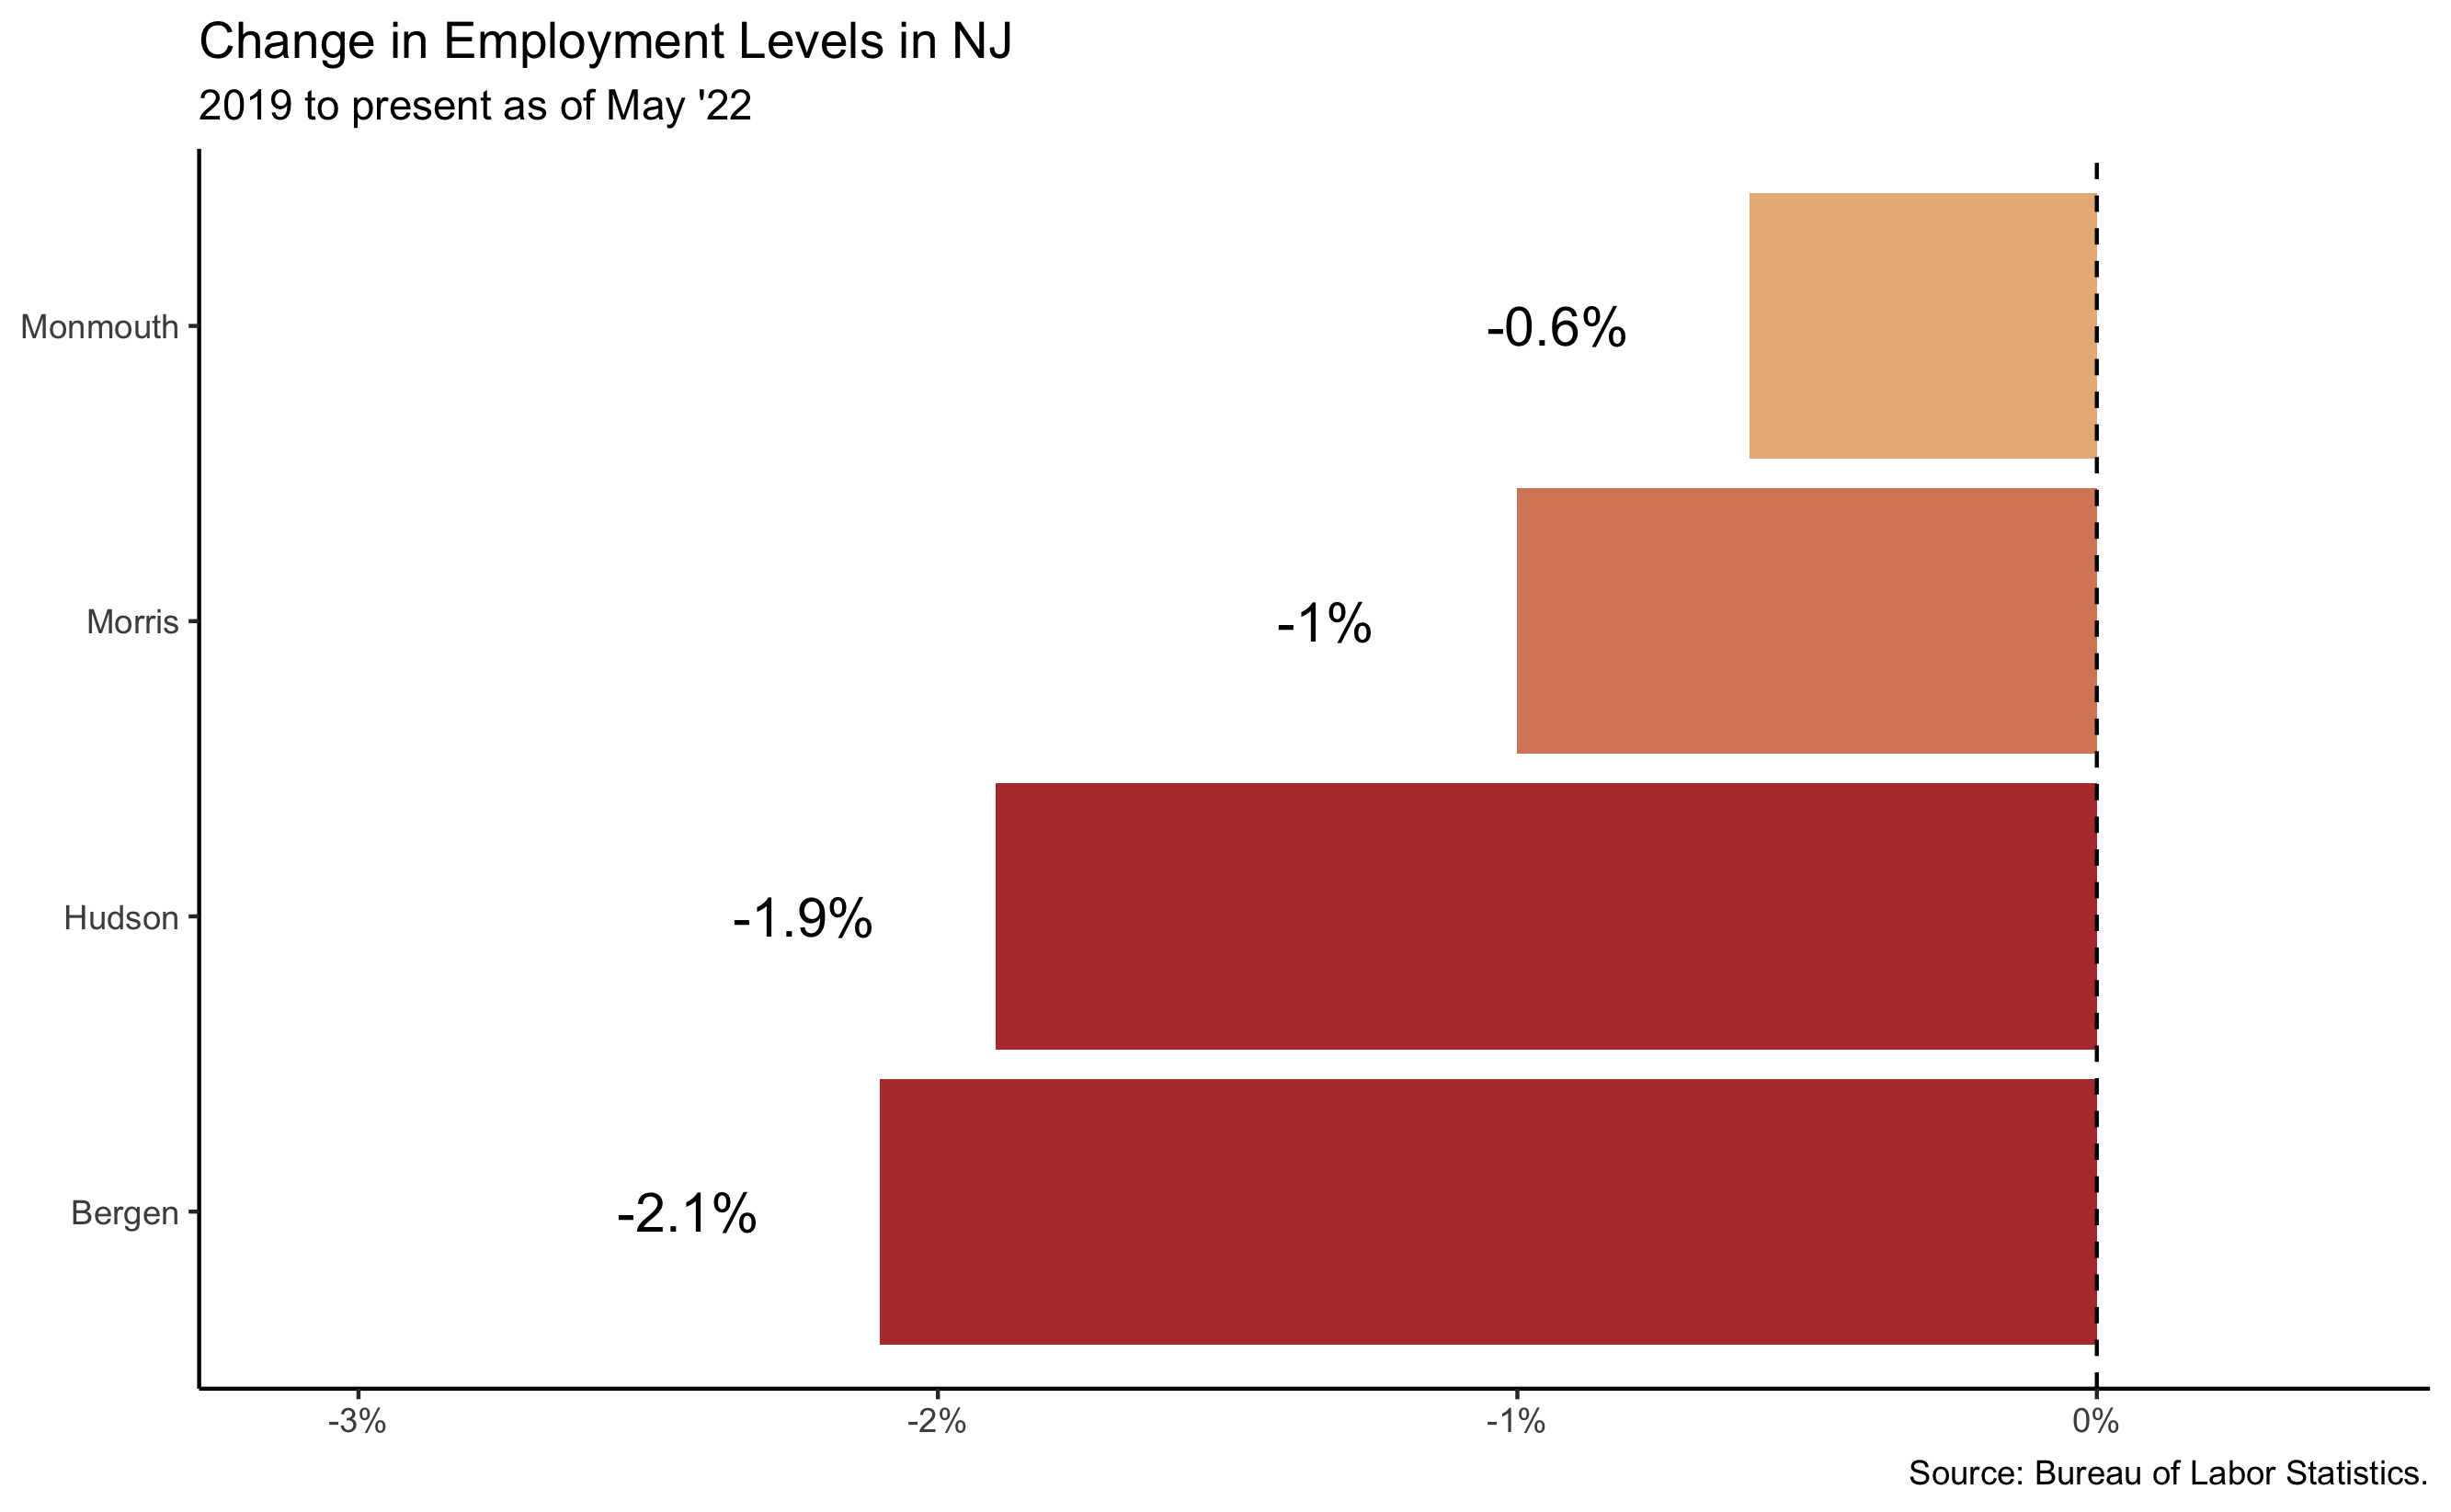 Change in Employment Levels in NJ
2019 to present as of May '22
Monmouth
-0.6%
Morris
-1%
Hudson
-1.9%
Bergen
-2.1%
-3%
-2%
-1%
0%
Source: Bureau of Labor Statistics.